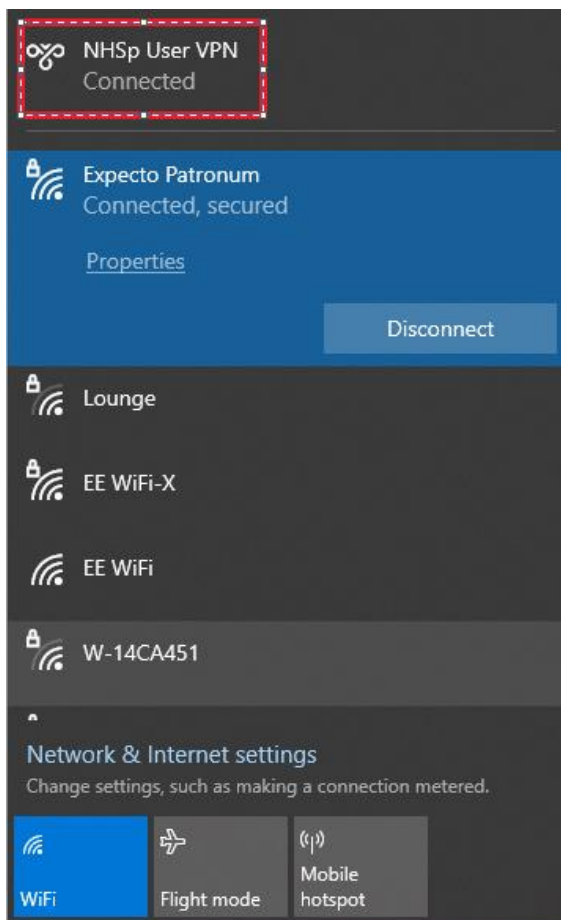 NHSp User VPN
Connected
Expecto Patronum
Connected, secured
Properties
Disconnect
Lounge
EE WiFi-X
EE WiFi
W-14CA451
Network & Internet settings
Change settings, such as making a connection metered.
WiFi
Flight mode
Mobile
hotspot